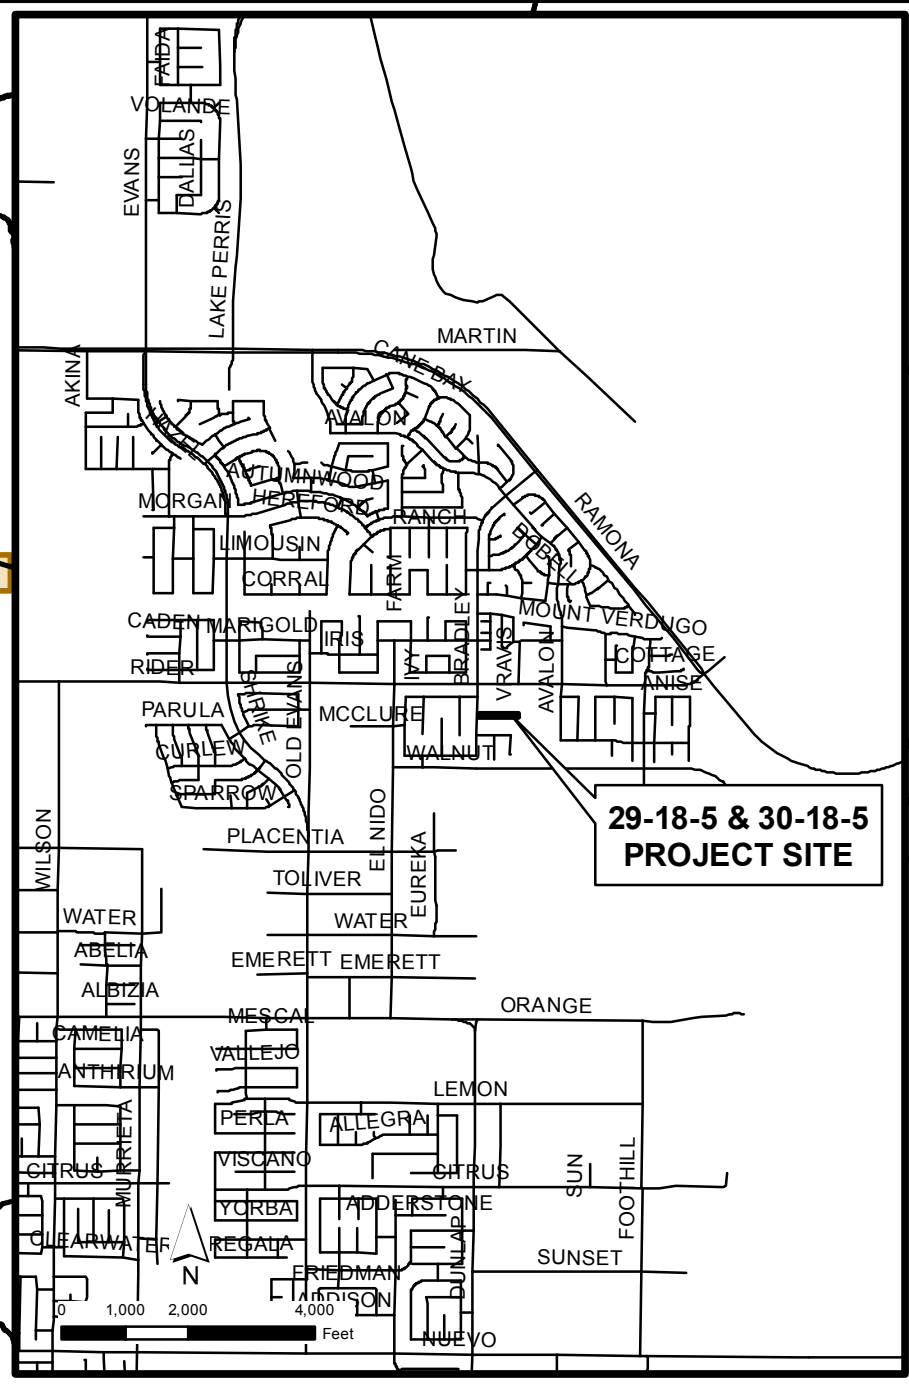 FAIDA
VOLANDE
EVANS
DALLAS
LAKE PERRIS
MARTIN
CANE BAY
AKINA
AVALON
AUTUMNWOOD
MORGAN
HEREFORD
RANCH
RAMONA
LIMOUSIN
CORRAL
FARM
BRADLEY
MOUNT VERDUGO
CADEN
MARIGOLD
IRIS
IVY
VRAVIS
AVALON
COTTAGE
RIDER
ANISE
SHRIKE
OLD EVANS
PARULA
MCCLURE
CURLEW
WALNUT
SPARROW
29-18-5 & 30-18-5
PROJECT SITE
WILSON
PLACENTIA
EL NIDO
EUREKA
TOLIVER
WATER
WATER
ABELIA
EMERETT
EMERETT
ALBIZIA
MESCAL
ORANGE
CAMELIA
VALLEJO
ANTHIRIUM
LEMON
MURRIETA
PERLA
ALLEGRA
VISCANO
CITRUS
CITRUS
SUN
FOOTHILL
YORBA
ADDERSTONE
CLEARWATER
REGALA
DUNLAP
SUNSET
N
FRIEDMAN
ADDISON
0 1,000 2,000 4,000
Feet
NUEVO